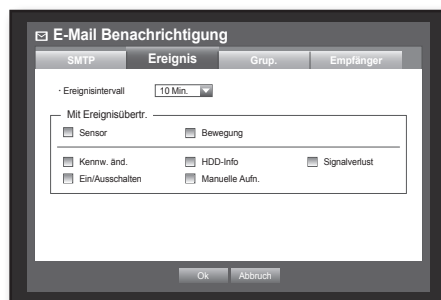 E-Mail Benachrichtigung
SMTP Ereignis Grup. Empfänger
· Ereignisintervall 10 Min.
Mit Ereignisübertr.
Sensor Bewegung
Kennw. änd. HDD-Info Signalverlust
Ein/Ausschalten Manuelle Aufn.
Ok Abbruch